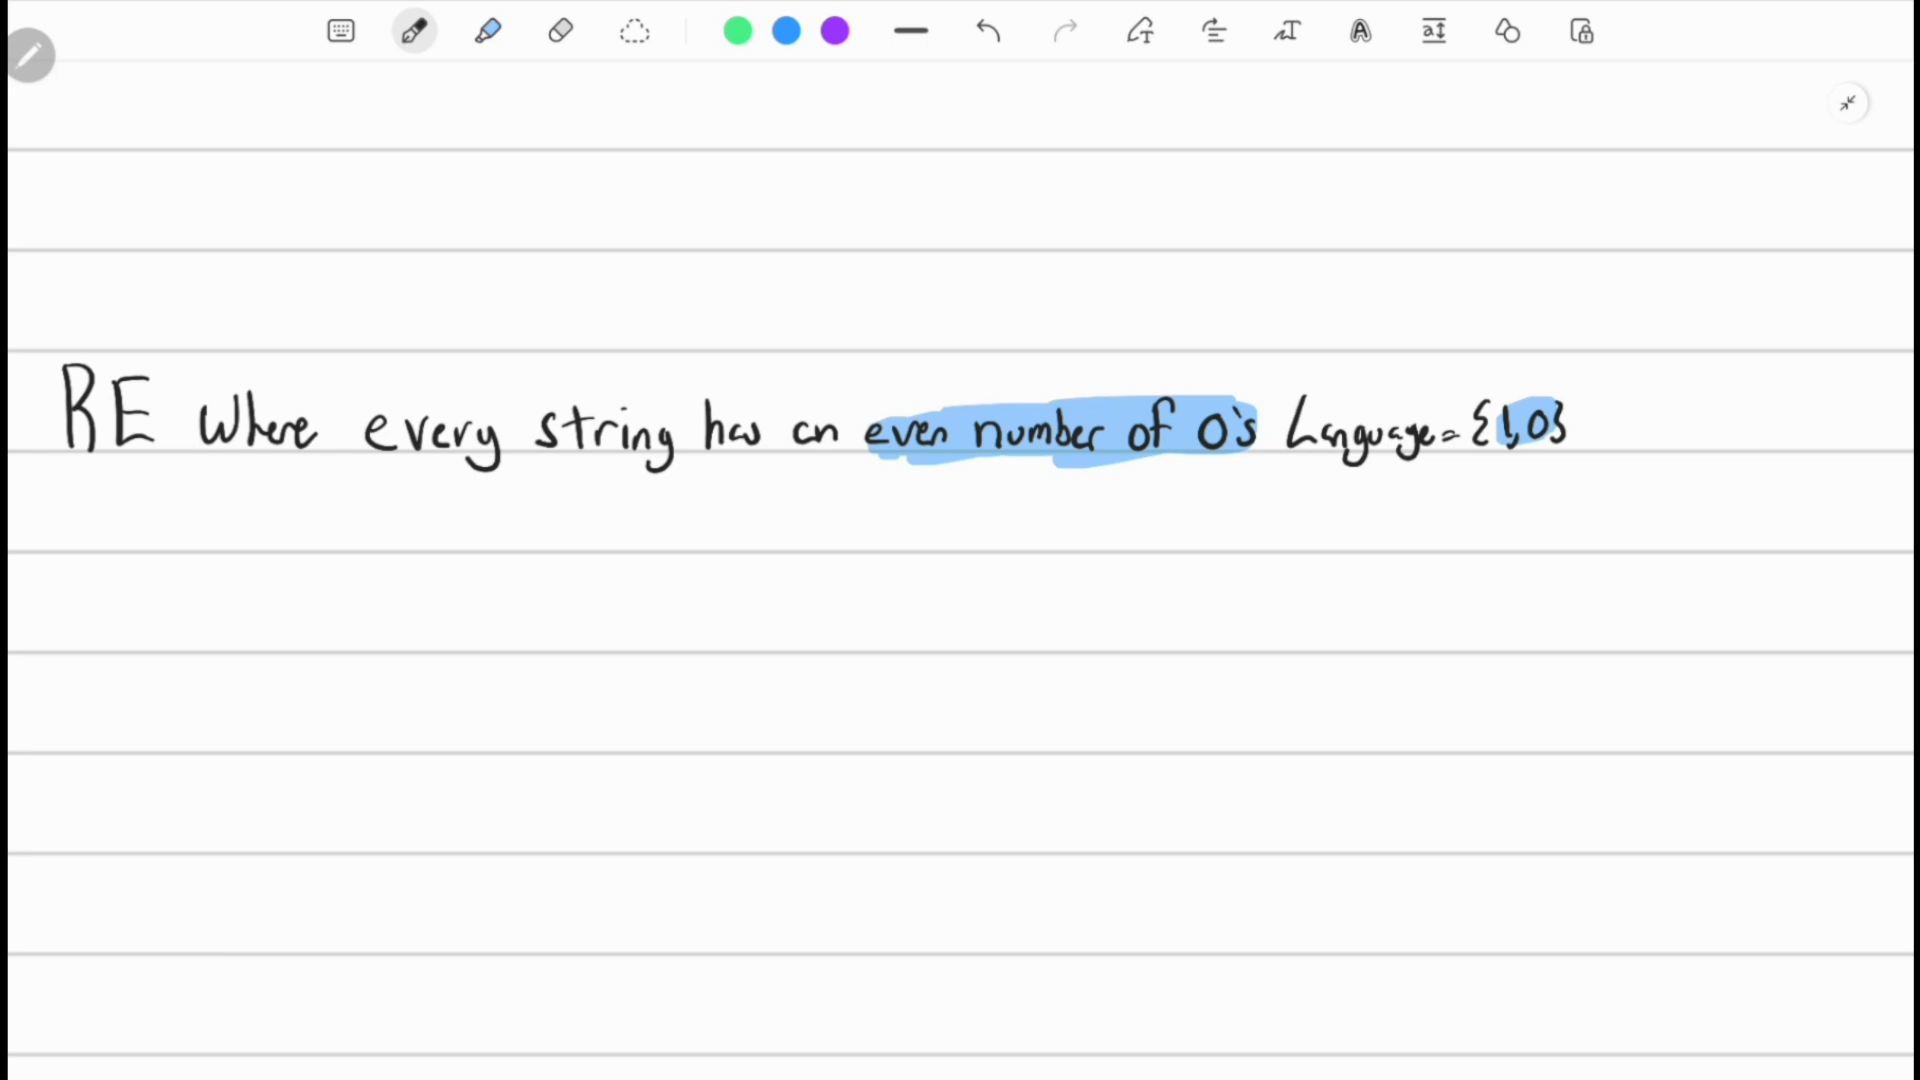 RE Where every string has an even number of 0's Language = {1,0}